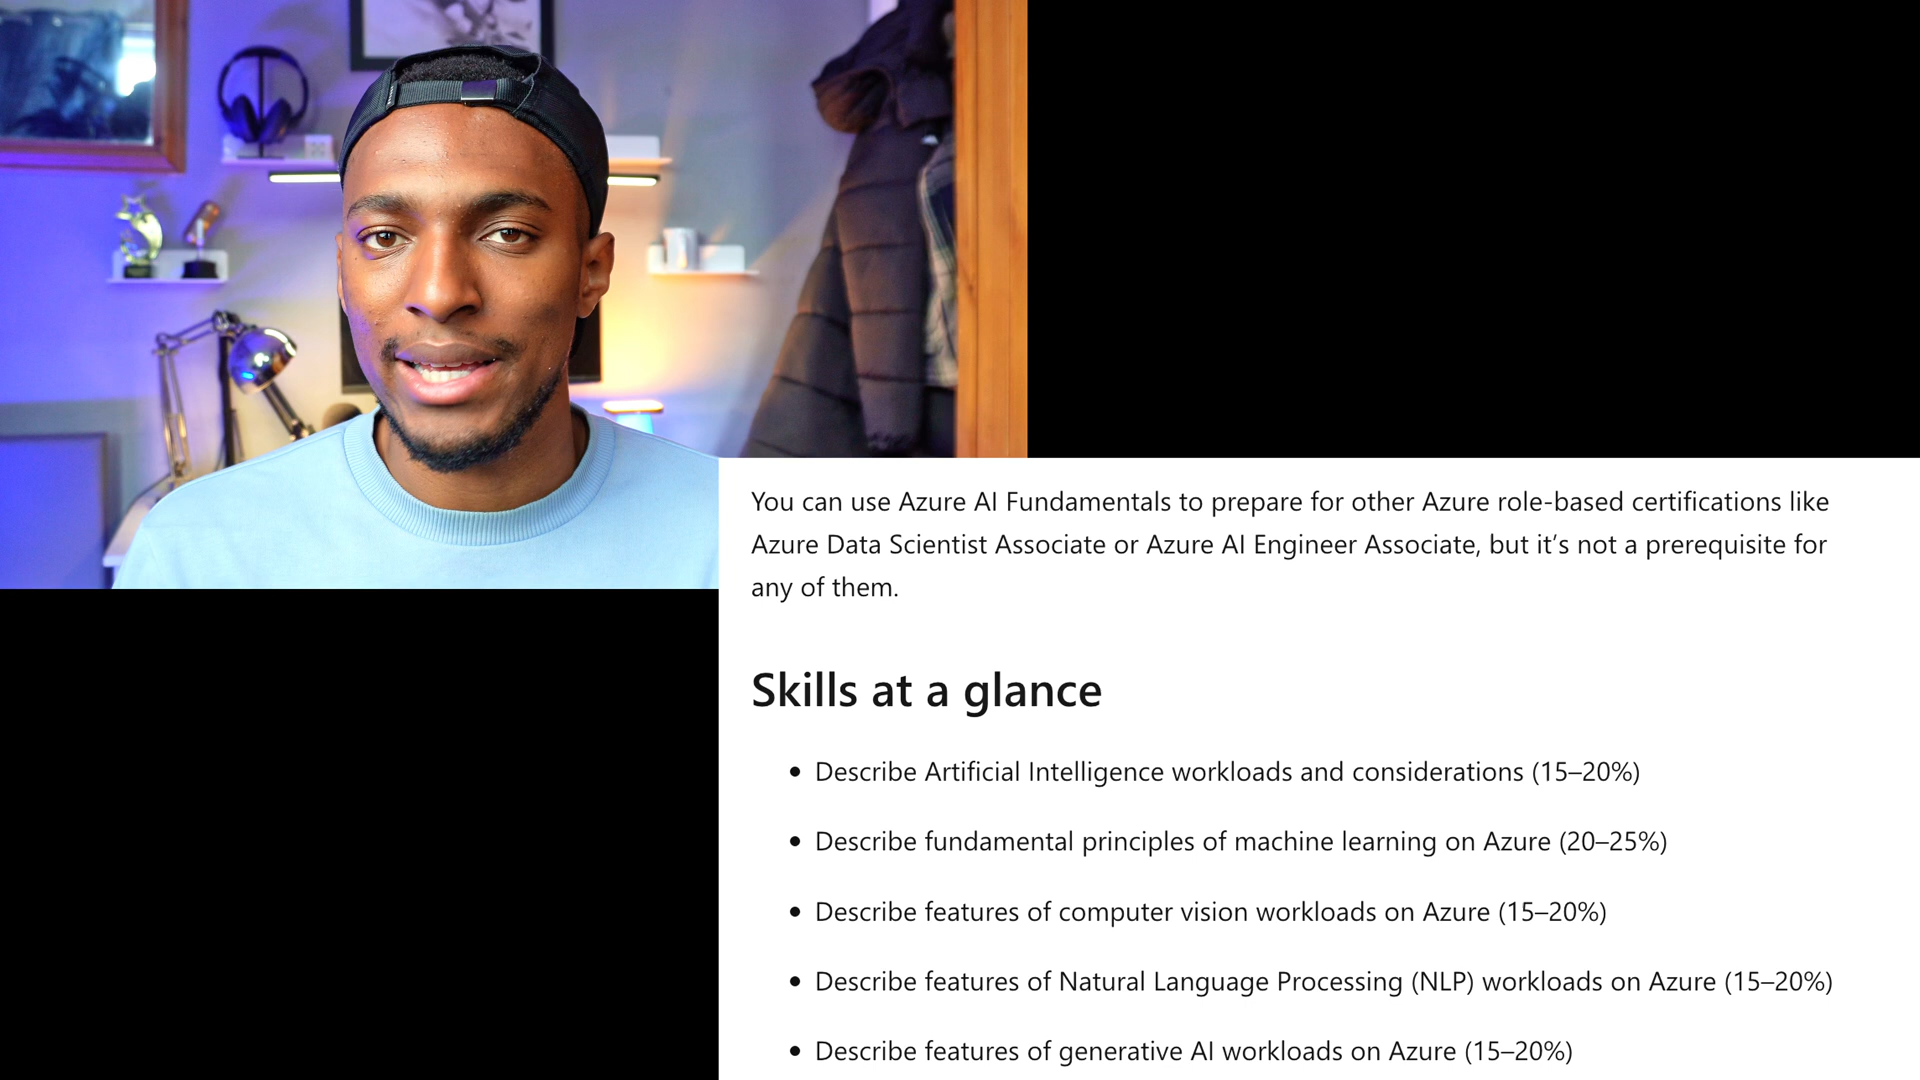 You can use Azure AI Fundamentals to prepare for other Azure role-based certifications like
Azure Data Scientist Associate or Azure AI Engineer Associate, but it’s not a prerequisite for
any of them.
Skills at a glance
• Describe Artificial Intelligence workloads and considerations (15–20%)
• Describe fundamental principles of machine learning on Azure (20–25%)
• Describe features of computer vision workloads on Azure (15–20%)
• Describe features of Natural Language Processing (NLP) workloads on Azure (15–20%)
• Describe features of generative AI workloads on Azure (15–20%)